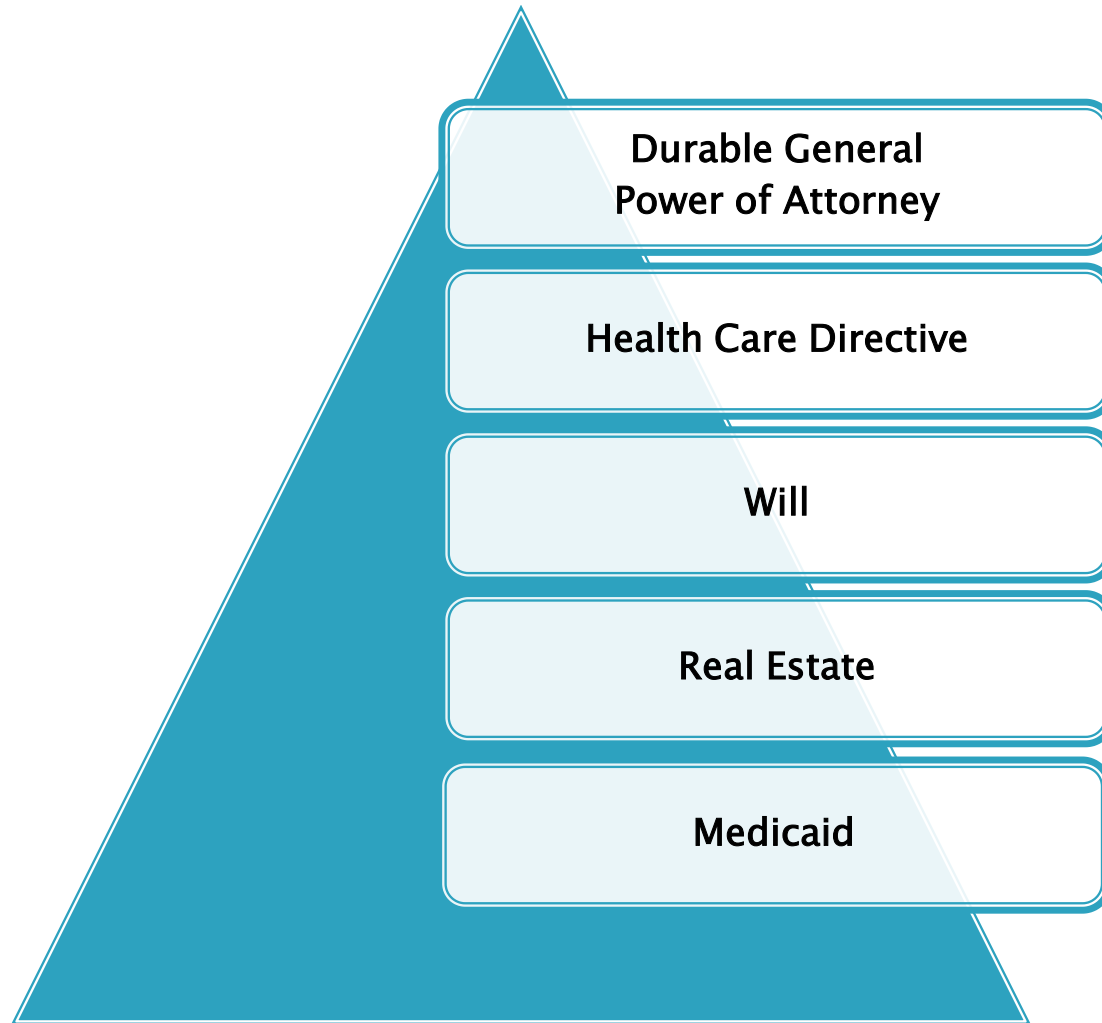 Durable General
Power of Attorney
Health Care Directive
Will
Real Estate
Medicaid